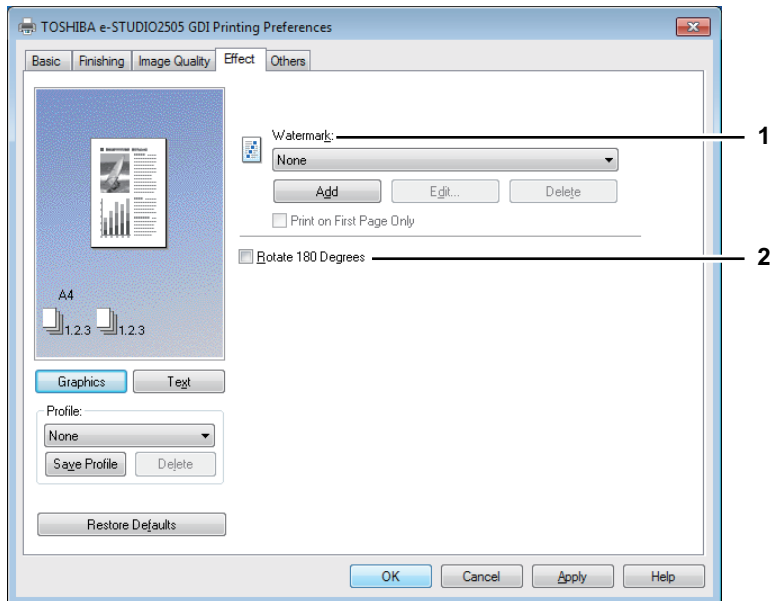 TOSHIBA e-STUDIO2505 GDI Printing Preferences
Basic Finishing Image Quality Effect Others
Watermark: 1
None
Add Edit... Delete
Print on First Page Only
Rotate 180 Degrees 2
A4
1.2.3 1.2.3
Graphics Text
Profile:
None
Save Profile Delete
Restore Defaults
OK Cancel Apply Help